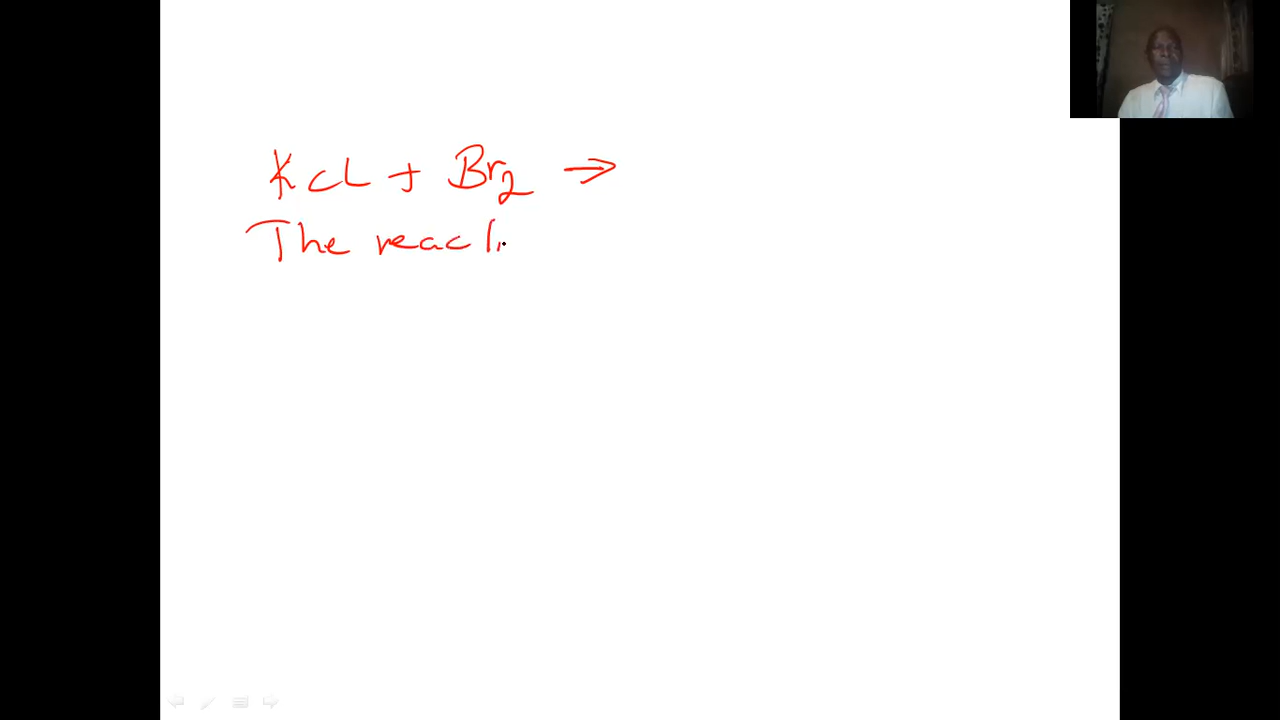 KCL + Br2 →
The reac